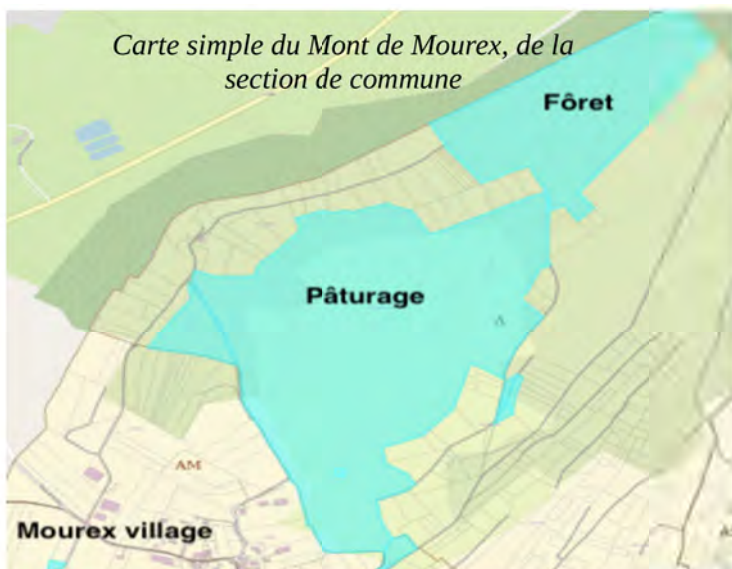 Carte simple du Mont de Mourex, de la
section de commune
Fôret
Pâturage
AM
Mourex village